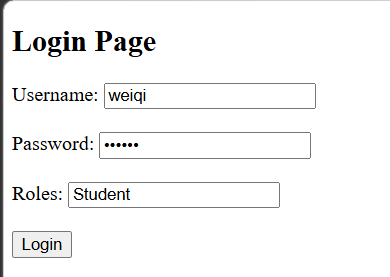 Login Page
Username: weiqi
Password: ••••••
Roles: Student
Login